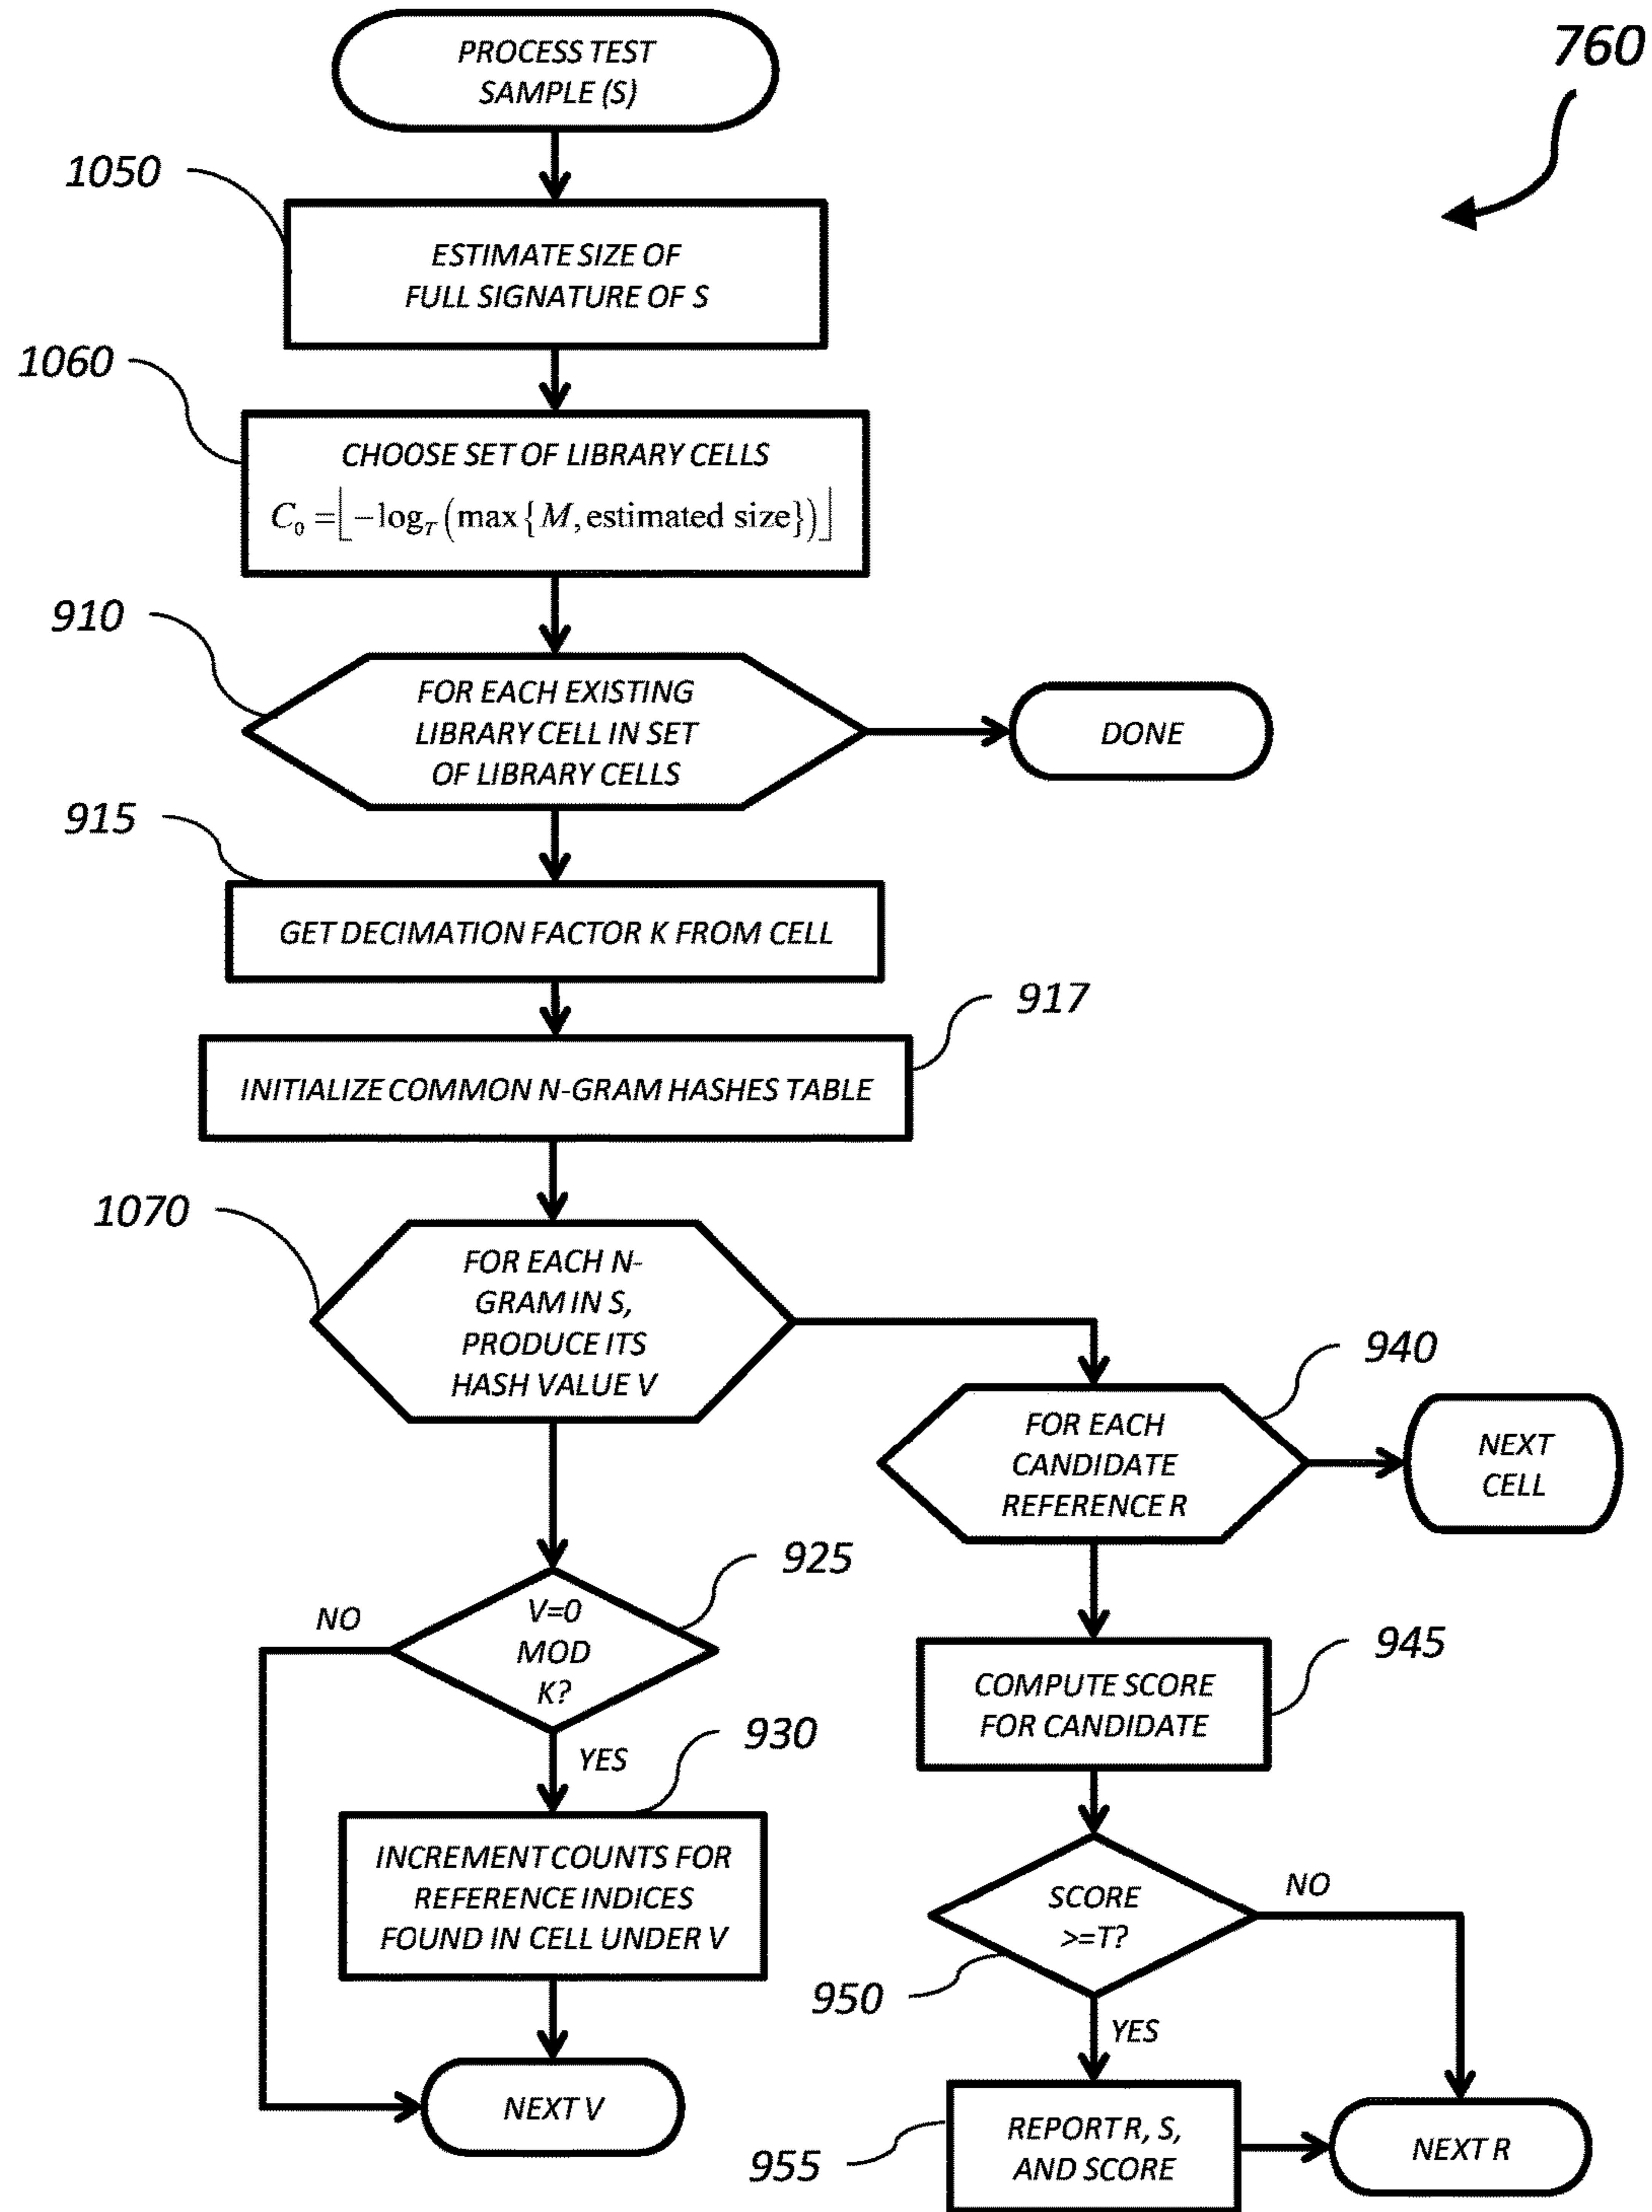 760
PROCESS TEST
SAMPLE (S)
1050
ESTIMATE SIZE OF
FULL SIGNATURE OF S
1060
CHOOSE SET OF LIBRARY CELLS
C₀ = ⌊−log_T (max {M, estimated size})⌋
910
FOR EACH EXISTING
LIBRARY CELL IN SET
OF LIBRARY CELLS
DONE
915
GET DECIMATION FACTOR K FROM CELL
917
INITIALIZE COMMON N-GRAM HASHES TABLE
1070
FOR EACH N-
GRAM IN S,
PRODUCE ITS
HASH VALUE V
940
FOR EACH
CANDIDATE
REFERENCE R
NEXT
CELL
925
NO
V=0
MOD
K?
YES
930
INCREMENT COUNTS FOR
REFERENCE INDICES
FOUND IN CELL UNDER V
NEXT V
945
COMPUTE SCORE
FOR CANDIDATE
SCORE
>=T?
NO
950
YES
955
REPORT R, S,
AND SCORE
NEXT R